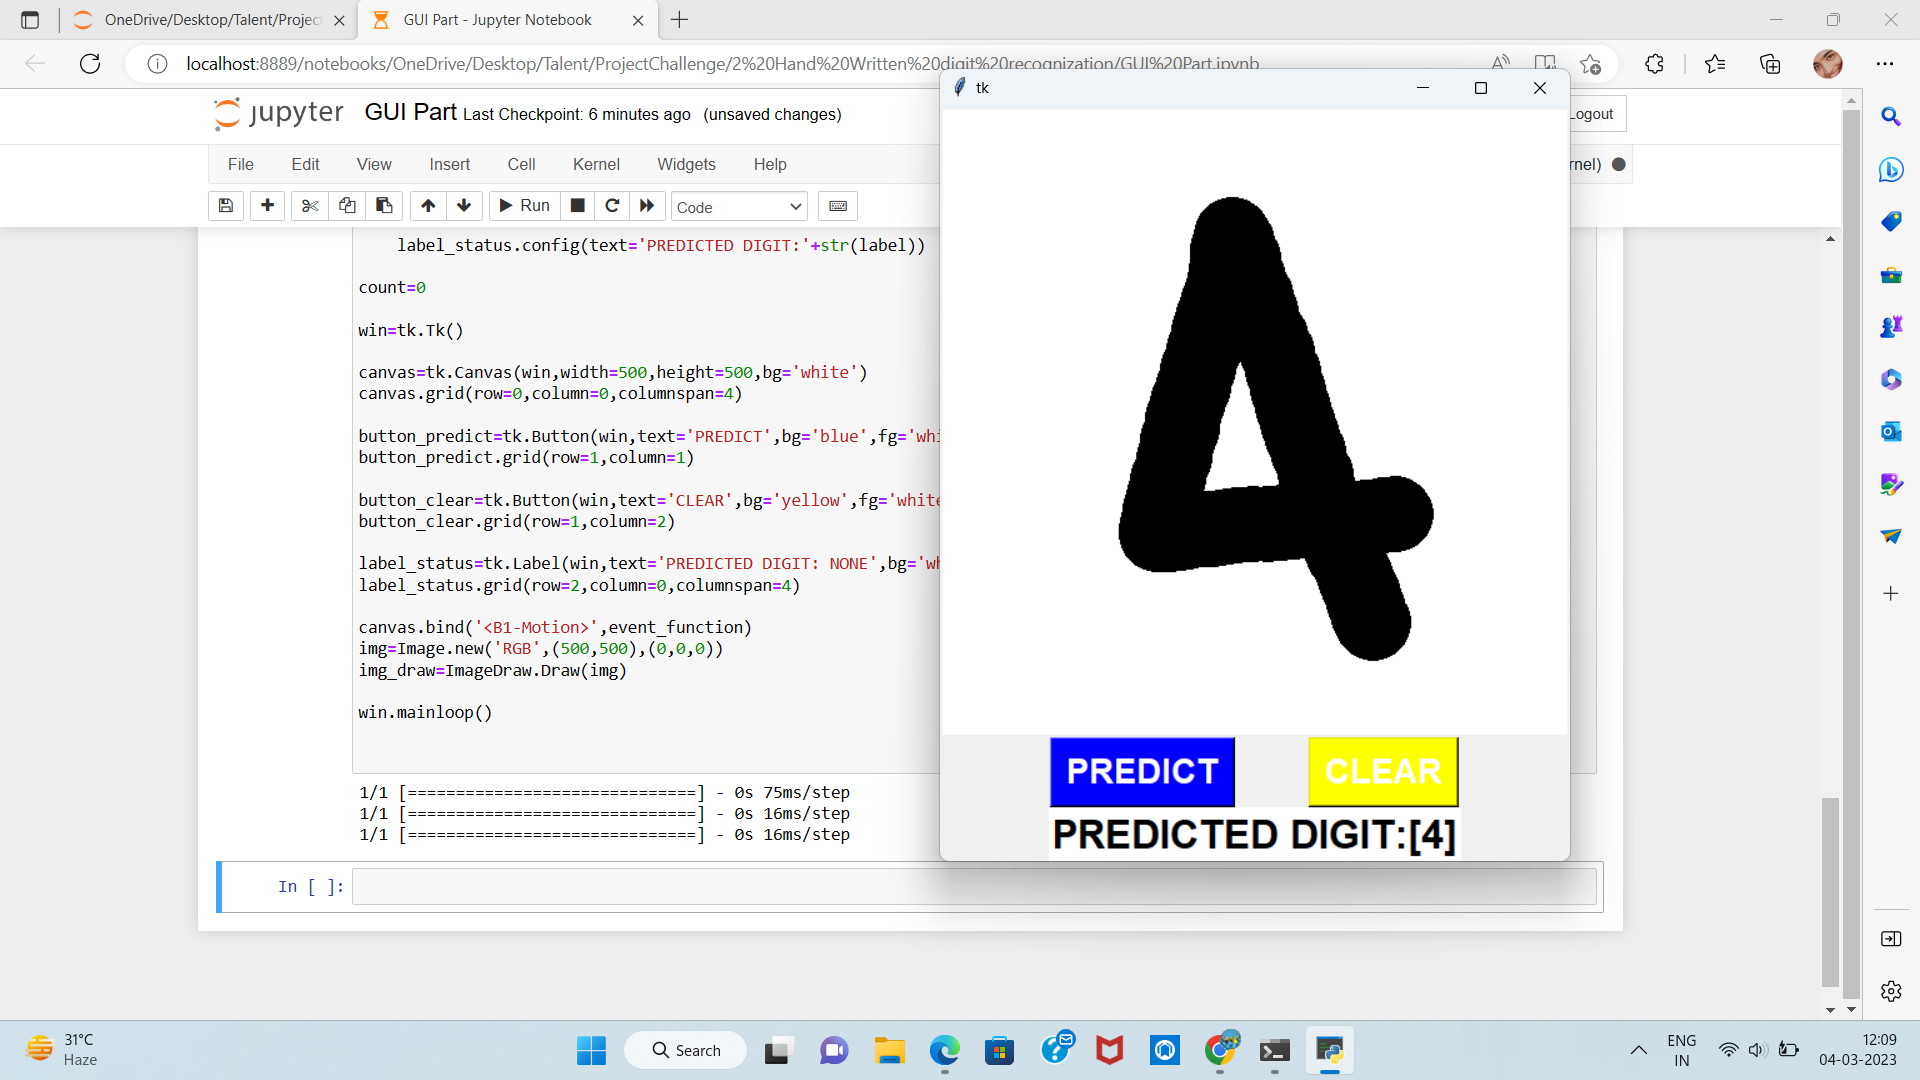 OneDrive/Desktop/Talent/Project
GUI Part - Jupyter Notebook
localhost:8889/notebooks/OneDrive/Desktop/Talent/ProjectChallenge/2%20Hand%20Written%20digit%20recognization/GUI%20Part.ipynb
jupyter GUI Part Last Checkpoint: 6 minutes ago (unsaved changes)
Logout
File Edit View Insert Cell Kernel Widgets Help
rnel)
Run
Code
label_status.config(text='PREDICTED DIGIT:'+str(label))
count=0
win=tk.Tk()
canvas=tk.Canvas(win,width=500,height=500,bg='white')
canvas.grid(row=0,column=0,columnspan=4)
button_predict=tk.Button(win,text='PREDICT',bg='blue',fg='whi
button_predict.grid(row=1,column=1)
button_clear=tk.Button(win,text='CLEAR',bg='yellow',fg='white
button_clear.grid(row=1,column=2)
label_status=tk.Label(win,text='PREDICTED DIGIT: NONE',bg='wh
label_status.grid(row=2,column=0,columnspan=4)
canvas.bind('<B1-Motion>',event_function)
img=Image.new('RGB',(500,500),(0,0,0))
img_draw=ImageDraw.Draw(img)
win.mainloop()
1/1 [==============================] - 0s 75ms/step
1/1 [==============================] - 0s 16ms/step
1/1 [==============================] - 0s 16ms/step
In [ ]:
tk
4
PREDICT
CLEAR
PREDICTED DIGIT:[4]
31°C
Haze
Search
ENG
IN
12:09
04-03-2023